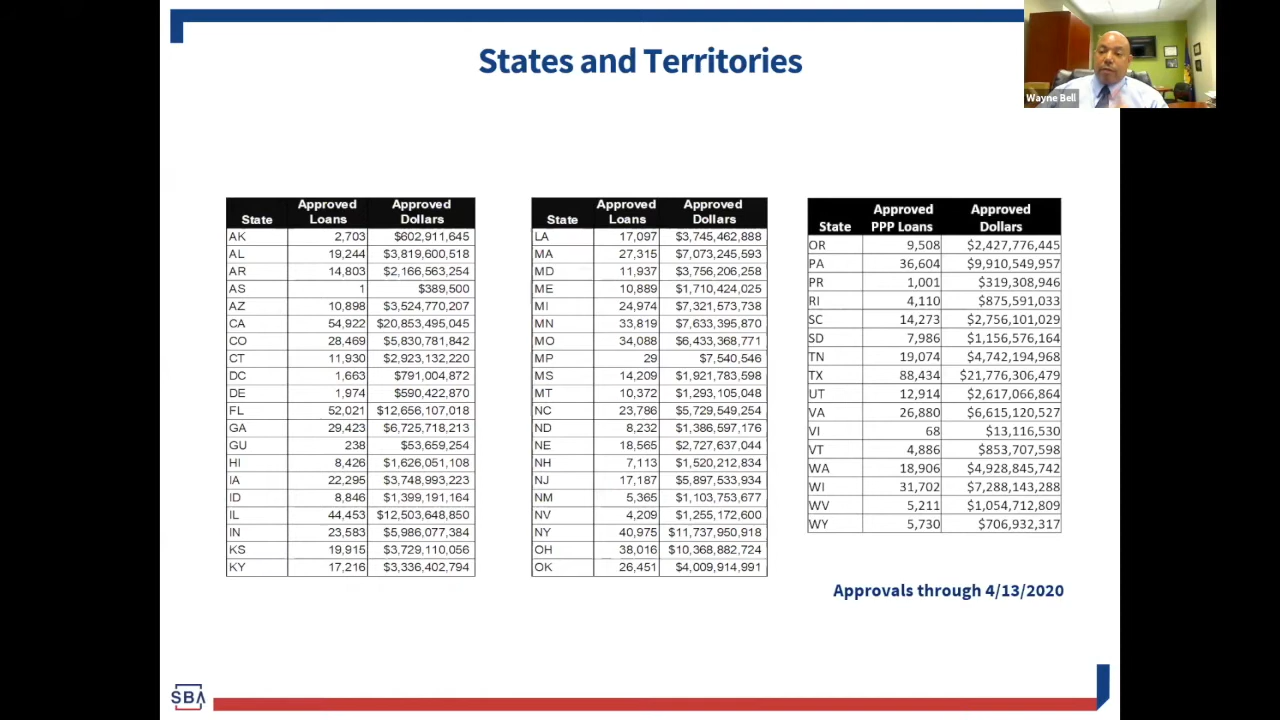 States and Territories
Wayne Bell
State Approved Loans Approved Dollars
AK 2,703 $602,911,645
AL 19,244 $3,819,600,518
AR 14,803 $2,166,563,254
AS 1 $389,500
AZ 10,898 $3,524,770,207
CA 54,922 $20,853,495,045
CO 28,469 $5,830,781,842
CT 11,930 $2,923,132,220
DC 1,663 $791,004,872
DE 1,974 $590,422,870
FL 52,021 $12,656,107,018
GA 29,423 $6,725,718,213
GU 238 $53,659,254
HI 8,426 $1,626,051,108
IA 22,295 $3,748,993,223
ID 8,846 $1,399,191,164
IL 44,453 $12,503,648,850
IN 23,583 $5,986,077,384
KS 19,915 $3,729,110,056
KY 17,216 $3,336,402,794
State Approved Loans Approved Dollars
LA 17,097 $3,745,462,888
MA 27,315 $7,073,245,593
MD 11,937 $3,756,206,258
ME 10,889 $1,710,424,025
MI 24,974 $7,321,573,738
MN 33,819 $7,633,395,870
MO 34,088 $6,433,368,771
MP 29 $7,540,546
MS 14,209 $1,921,783,598
MT 10,372 $1,293,105,048
NC 23,786 $5,729,549,254
ND 8,232 $1,386,597,176
NE 18,565 $2,727,637,044
NH 7,113 $1,520,212,834
NJ 17,187 $5,897,533,934
NM 5,365 $1,103,753,677
NV 4,209 $1,255,172,600
NY 40,975 $11,737,950,918
OH 38,016 $10,368,882,724
OK 26,451 $4,009,914,991
State Approved PPP Loans Approved Dollars
OR 9,508 $2,427,776,445
PA 36,604 $9,910,549,957
PR 1,001 $319,308,946
RI 4,110 $875,591,033
SC 14,273 $2,756,101,029
SD 7,986 $1,156,576,164
TN 19,074 $4,742,194,968
TX 88,434 $21,776,306,479
UT 12,914 $2,617,066,864
VA 26,880 $6,615,120,527
VI 68 $13,116,530
VT 4,886 $853,707,598
WA 18,906 $4,928,845,742
WI 31,702 $7,288,143,288
WV 5,211 $1,054,712,809
WY 5,730 $706,932,317
Approvals through 4/13/2020
SBA